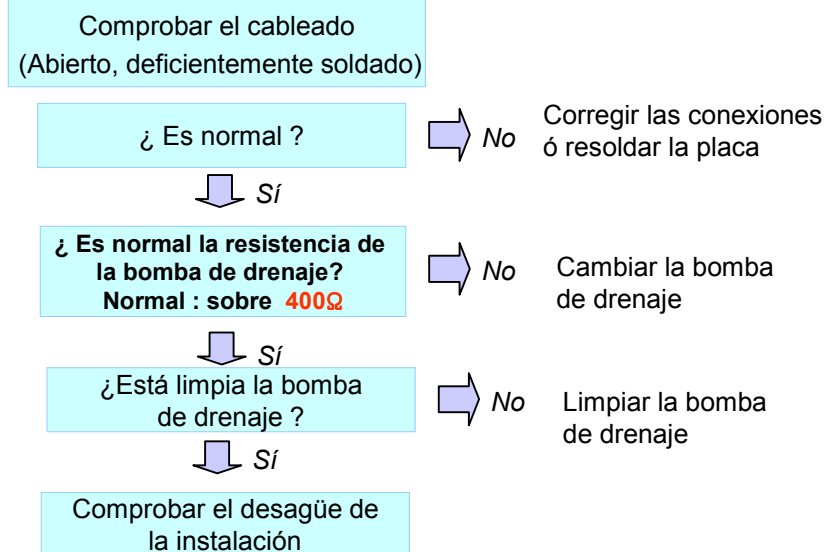 Comprobar el cableado
(Abierto, deficientemente soldado)
¿ Es normal ?
No
Corregir las conexiones
ó resoldar la placa
Sí
¿ Es normal la resistencia de
la bomba de drenaje?
Normal : sobre 400Ω
No
Cambiar la bomba
de drenaje
Sí
¿Está limpia la bomba
de drenaje ?
No
Limpiar la bomba
de drenaje
Sí
Comprobar el desagüe de
la instalación